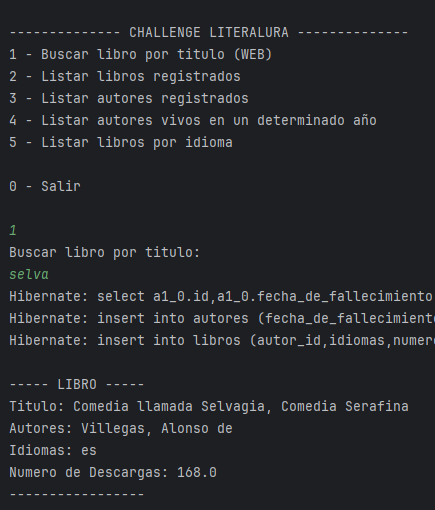 -------------- CHALLENGE LITERALURA --------------
1 - Buscar libro por titulo (WEB)
2 - Listar libros registrados
3 - Listar autores registrados
4 - Listar autores vivos en un determinado año
5 - Listar libros por idioma
0 - Salir
1
Buscar libro por titulo:
selva
Hibernate: select a1_0.id,a1_0.fecha_de_fallecimiento
Hibernate: insert into autores (fecha_de_fallecimiento
Hibernate: insert into libros (autor_id,idiomas,numer
----- LIBRO -----
Titulo: Comedia llamada Selvagia, Comedia Serafina
Autores: Villegas, Alonso de
Idiomas: es
Numero de Descargas: 168.0
-----------------